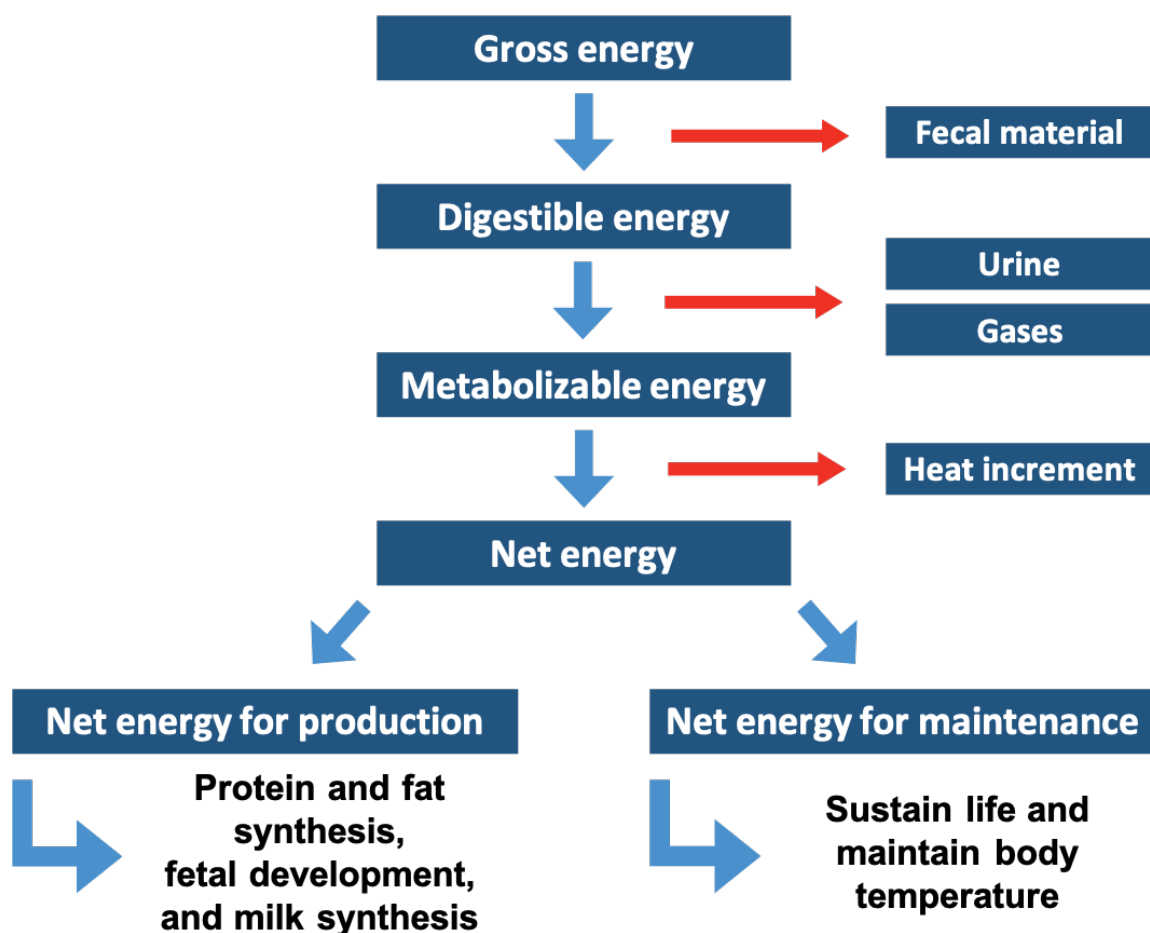 Gross energy
Fecal material
Digestible energy
Urine
Gases
Metabolizable energy
Heat increment
Net energy
Net energy for production
Net energy for maintenance
Protein and fat
synthesis,
fetal development,
and milk synthesis
Sustain life and
maintain body
temperature